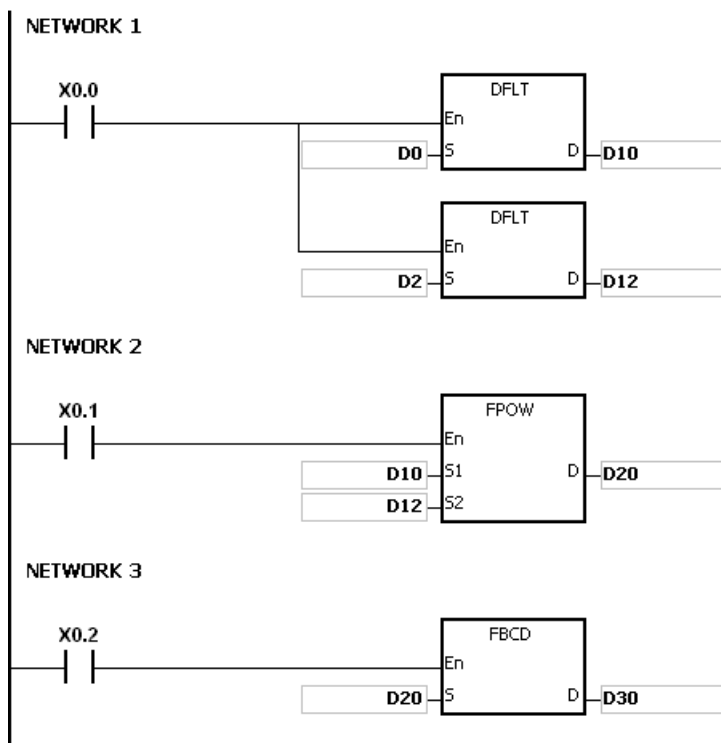 NETWORK 1
X0.0
DFLT
En
D0 S D D10
DFLT
En
D2 S D D12
NETWORK 2
X0.1
FPOW
En
D10 S1 D D20
D12 S2
NETWORK 3
X0.2
FBCD
En
D20 S D D30